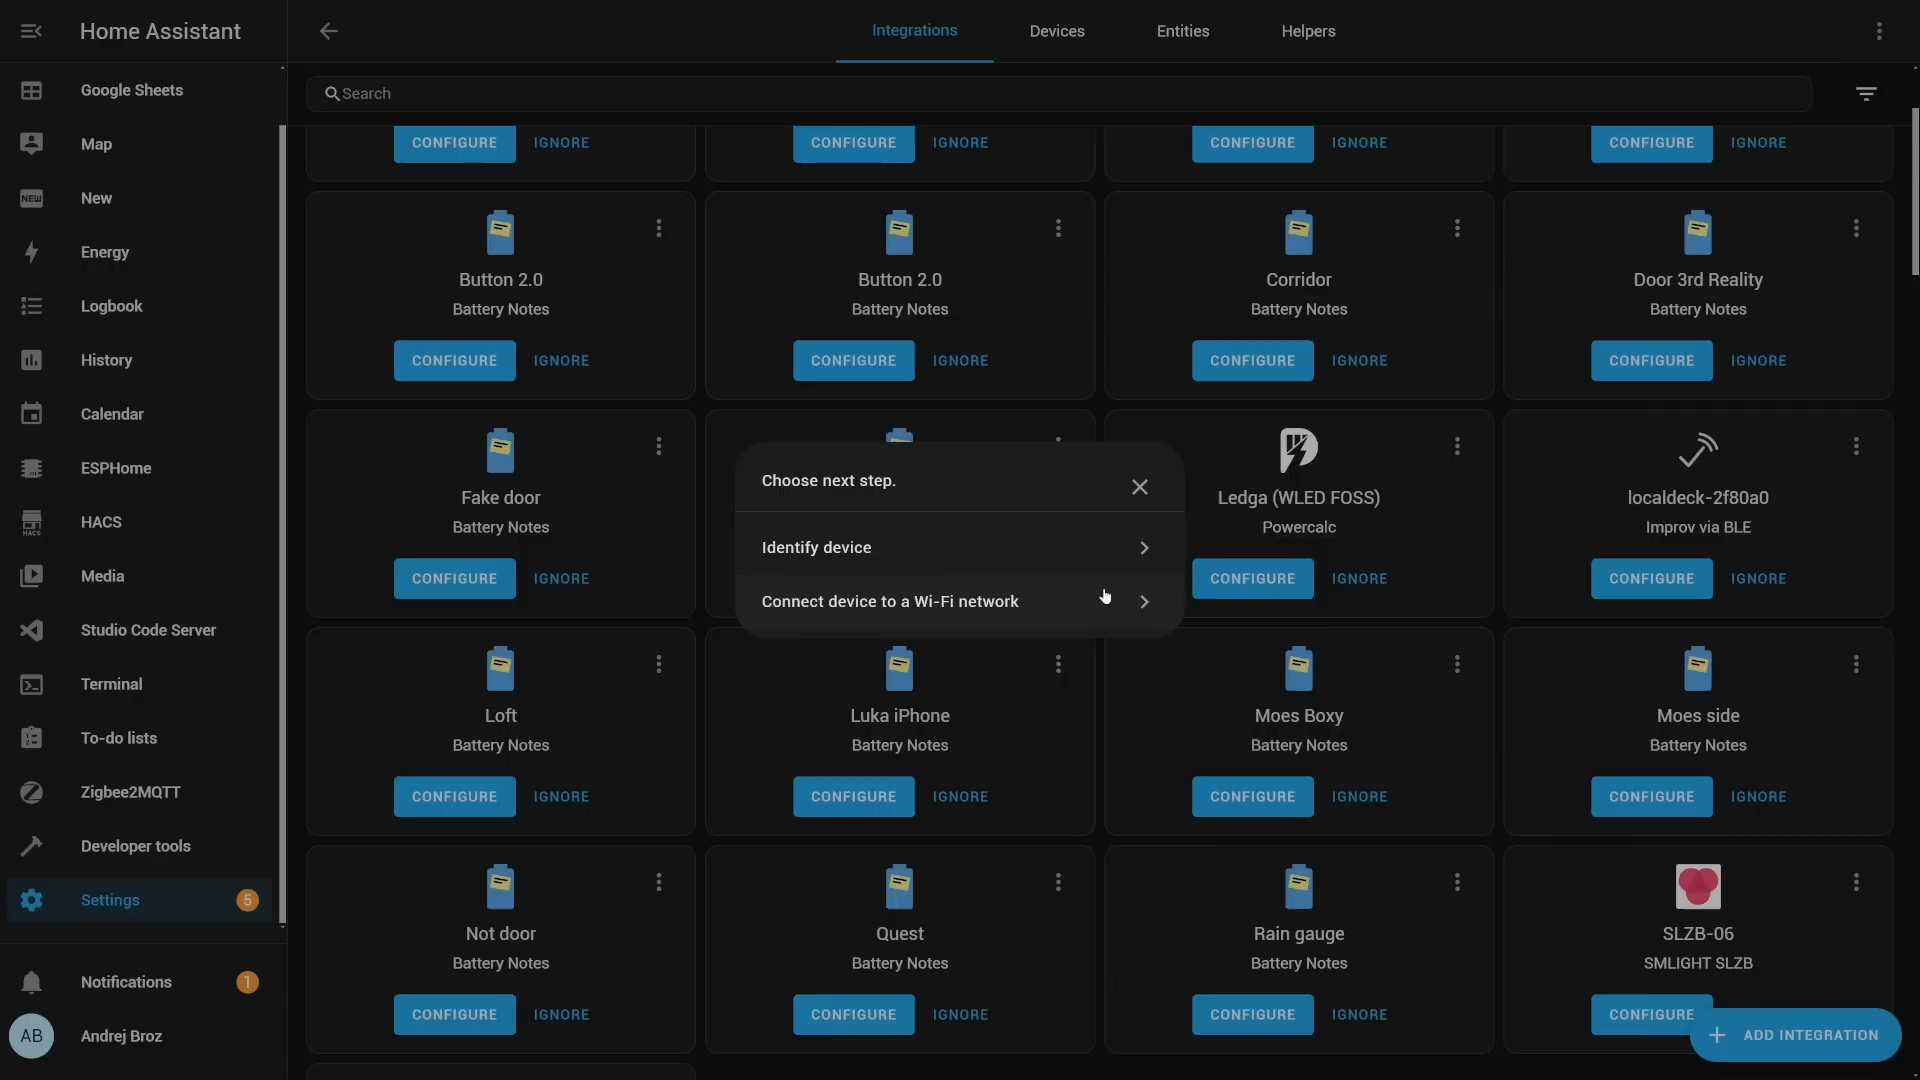 Home Assistant
Integrations
Devices
Entities
Helpers
Search
Google Sheets
Map
NEW
New
Energy
Logbook
History
Calendar
ESPHome
HACS
HACS
Media
Studio Code Server
Terminal
To-do lists
Zigbee2MQTT
Developer tools
Settings
5
Notifications
1
AB
Andrej Broz
CONFIGURE IGNORE
CONFIGURE IGNORE
CONFIGURE IGNORE
CONFIGURE IGNORE
Button 2.0
Battery Notes
CONFIGURE IGNORE
Button 2.0
Battery Notes
CONFIGURE IGNORE
Corridor
Battery Notes
CONFIGURE IGNORE
Door 3rd Reality
Battery Notes
CONFIGURE IGNORE
Fake door
Battery Notes
CONFIGURE IGNORE
Choose next step.
Identify device
Connect device to a Wi-Fi network
Ledga (WLED FOSS)
Powercalc
CONFIGURE IGNORE
localdeck-2f80a0
Improv via BLE
CONFIGURE IGNORE
Loft
Battery Notes
CONFIGURE IGNORE
Luka iPhone
Battery Notes
CONFIGURE IGNORE
Moes Boxy
Battery Notes
CONFIGURE IGNORE
Moes side
Battery Notes
CONFIGURE IGNORE
Not door
Battery Notes
CONFIGURE IGNORE
Quest
Battery Notes
CONFIGURE IGNORE
Rain gauge
Battery Notes
CONFIGURE IGNORE
SLZB-06
SMLIGHT SLZB
CONFIGURE
ADD INTEGRATION